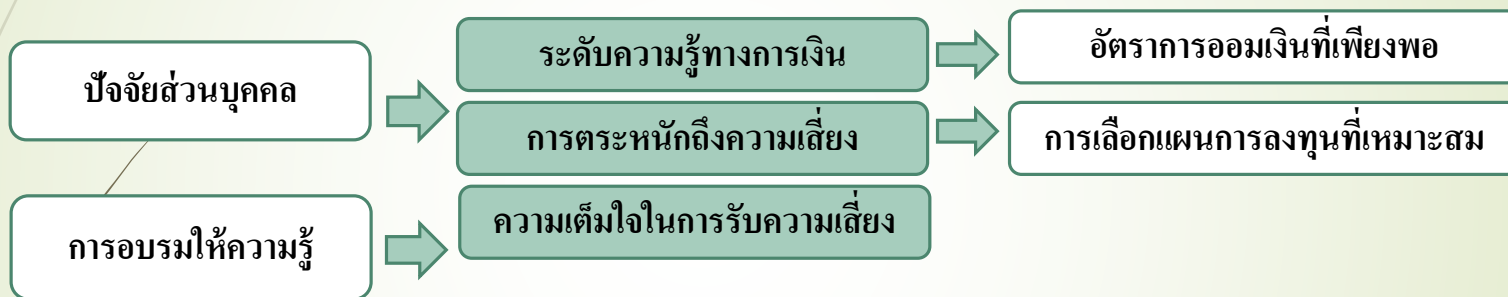 ปัจจัยส่วนบุคคล
การอบรมให้ความรู้
ระดับความรู้ทางการเงิน
การตระหนักถึงความเสี่ยง
ความเต็มใจในการรับความเสี่ยง
อัตราการออมเงินที่เพียงพอ
การเลือกแผนการลงทุนที่เหมาะสม